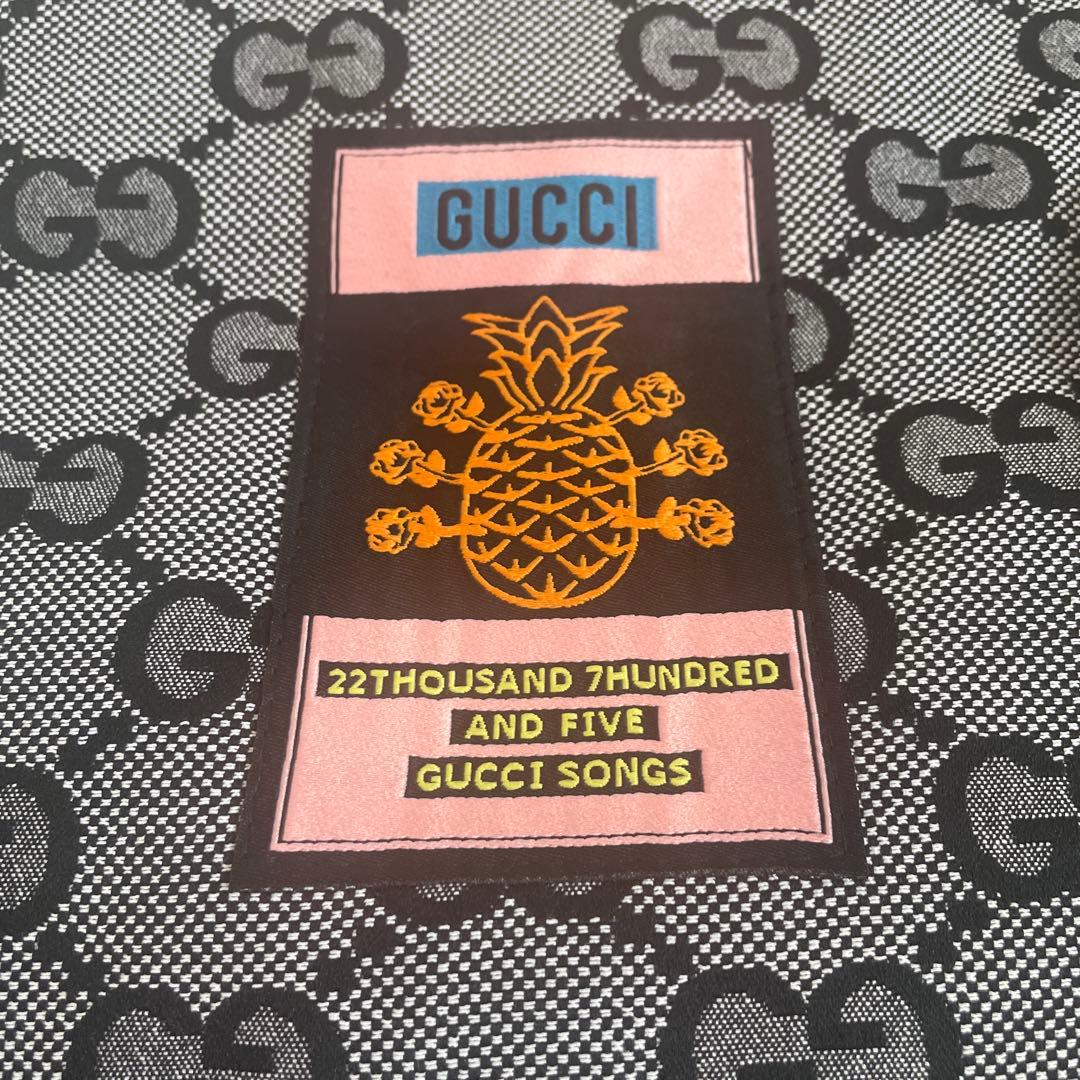 GUCCI
22THOUSAND 7HUNDRED
AND FIVE
GUCCI SONGS